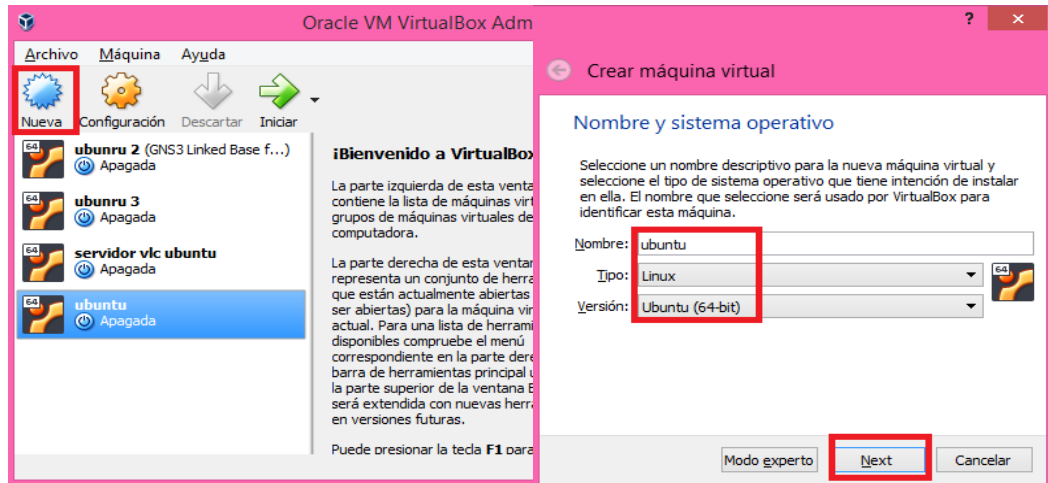 Oracle VM VirtualBox Adm
Archivo Máquina Ayuda
Nueva Configuración Descartar Iniciar
64
ubunru 2 (GNS3 Linked Base f...)
Apagada
64
ubunru 3
Apagada
64
servidor vlc ubuntu
Apagada
64
ubuntu
Apagada
¡Bienvenido a VirtualBox
La parte izquierda de esta venta
contiene la lista de máquinas virt
grupos de máquinas virtuales de
computadora.
La parte derecha de esta ventar
representa un conjunto de herra
que están actualmente abiertas
ser abiertas) para la máquina vir
actual. Para una lista de herrami
disponibles compruebe el menú
correspondiente en la parte dere
barra de herramientas principal u
la parte superior de la ventana E
será extendida con nuevas herra
en versiones futuras.
Puede presionar la tecla F1 para
?
Crear máquina virtual
Nombre y sistema operativo
Seleccione un nombre descriptivo para la nueva máquina virtual y
seleccione el tipo de sistema operativo que tiene intención de instalar
en ella. El nombre que seleccione será usado por VirtualBox para
identificar esta máquina.
Nombre: ubuntu
Tipo: Linux
64
Versión: Ubuntu (64-bit)
Modo experto Next Cancelar